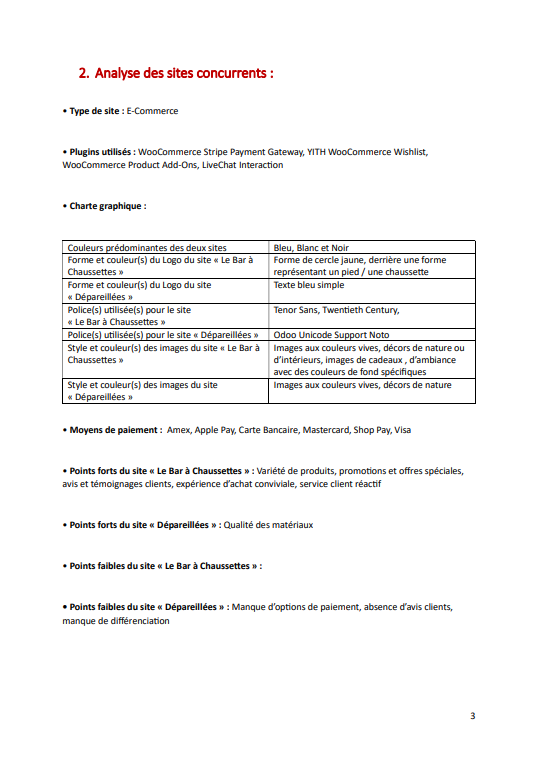 2. Analyse des sites concurrents :
• Type de site : E-Commerce
• Plugins utilisés : WooCommerce Stripe Payment Gateway, YITH WooCommerce Wishlist,
WooCommerce Product Add-Ons, LiveChat Interaction
• Charte graphique :
Couleurs prédominantes des deux sites
Bleu, Blanc et Noir
Forme et couleur(s) du Logo du site « Le Bar à
Chaussettes »
Forme de cercle jaune, derrière une forme
représentant un pied / une chaussette
Forme et couleur(s) du Logo du site
« Dépareillées »
Texte bleu simple
Police(s) utilisée(s) pour le site
« Le Bar à Chaussettes »
Tenor Sans, Twentieth Century,
Police(s) utilisée(s) pour le site « Dépareillées »
Odoo Unicode Support Noto
Style et couleur(s) des images du site « Le Bar à
Chaussettes »
Images aux couleurs vives, décors de nature ou
d’intérieurs, images de cadeaux , d’ambiance
avec des couleurs de fond spécifiques
Style et couleur(s) des images du site
« Dépareillées »
Images aux couleurs vives, décors de nature
• Moyens de paiement : Amex, Apple Pay, Carte Bancaire, Mastercard, Shop Pay, Visa
• Points forts du site « Le Bar à Chaussettes » : Variété de produits, promotions et offres spéciales,
avis et témoignages clients, expérience d’achat conviviale, service client réactif
• Points forts du site « Dépareillées » : Qualité des matériaux
• Points faibles du site « Le Bar à Chaussettes » :
• Points faibles du site « Dépareillées » : Manque d’options de paiement, absence d’avis clients,
manque de différenciation
3